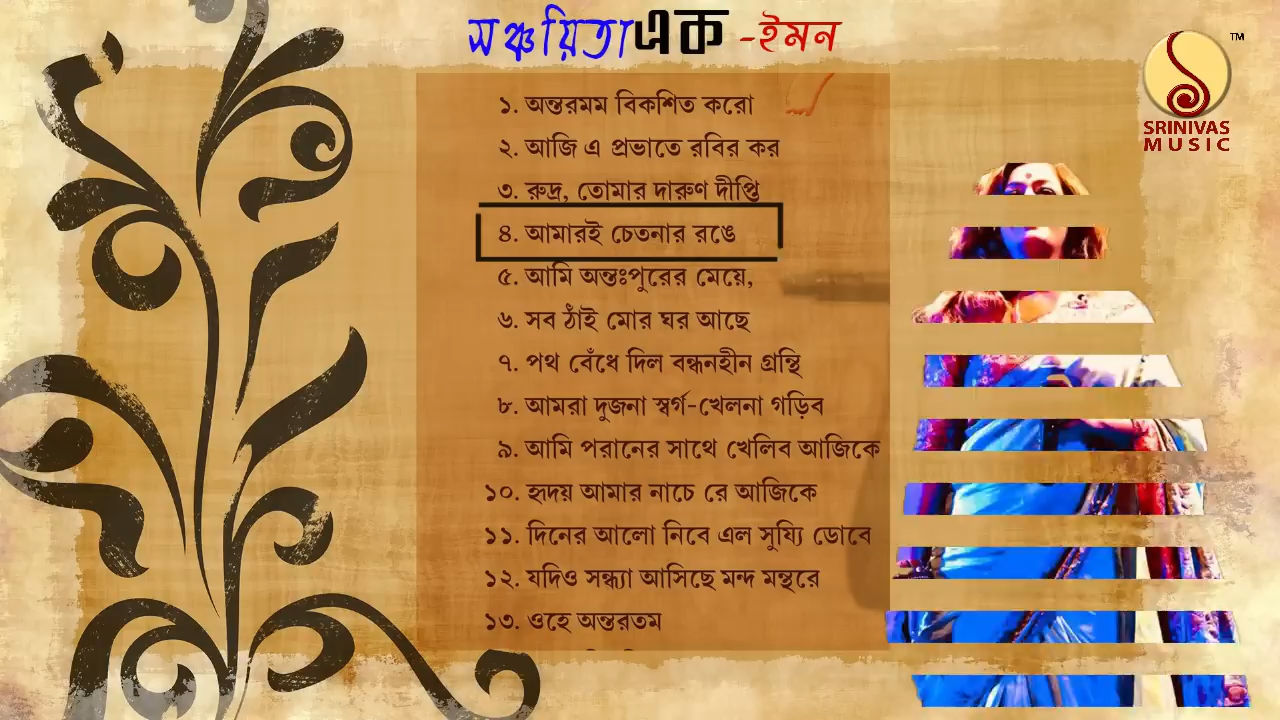 সঞ্চয়িতা এক - ইমন
TM
SRINIVAS
MUSIC
১. অন্তরমম বিকশিত করো
২. আজি এ প্রভাতে রবির কর
৩. রুদ্র, তোমার দারুণ দীপ্তি
৪. আমারই চেতনার রঙে
৫. আমি অন্তঃপুরের মেয়ে,
৬. সব ঠাঁই মোর ঘর আছে
৭. পথ বেঁধে দিল বন্ধনহীন গ্রন্থি
৮. আমরা দুজনা স্বর্গ-খেলনা গড়িব
৯. আমি পরানের সাথে খেলিব আজিকে
১০. হৃদয় আমার নাচে রে আজিকে
১১. দিনের আলো নিবে এল সুয্যি ডোবে
১২. যদিও সন্ধ্যা আসিছে মন্দ মন্থরে
১৩. ওহে অন্তরতম